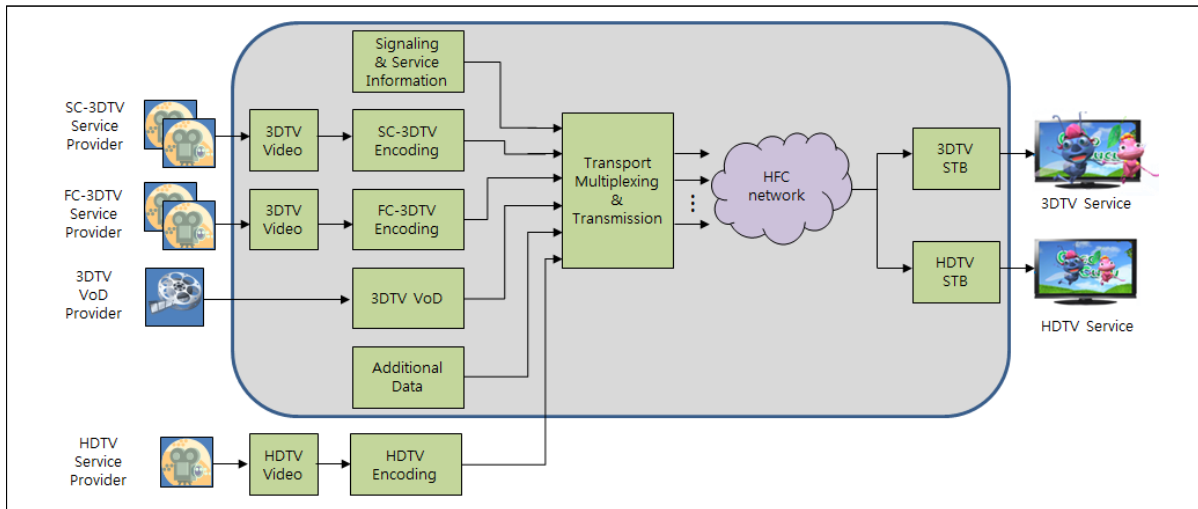 Signaling
& Service
Information
SC-3DTV
Service
Provider
3DTV
Video
SC-3DTV
Encoding
FC-3DTV
Service
Provider
3DTV
Video
FC-3DTV
Encoding
3DTV
VoD
Provider
3DTV VoD
Additional
Data
HDTV
Service
Provider
HDTV
Video
HDTV
Encoding
Transport
Multiplexing
&
Transmission
HFC
network
3DTV
STB
3DTV Service
HDTV
STB
HDTV Service